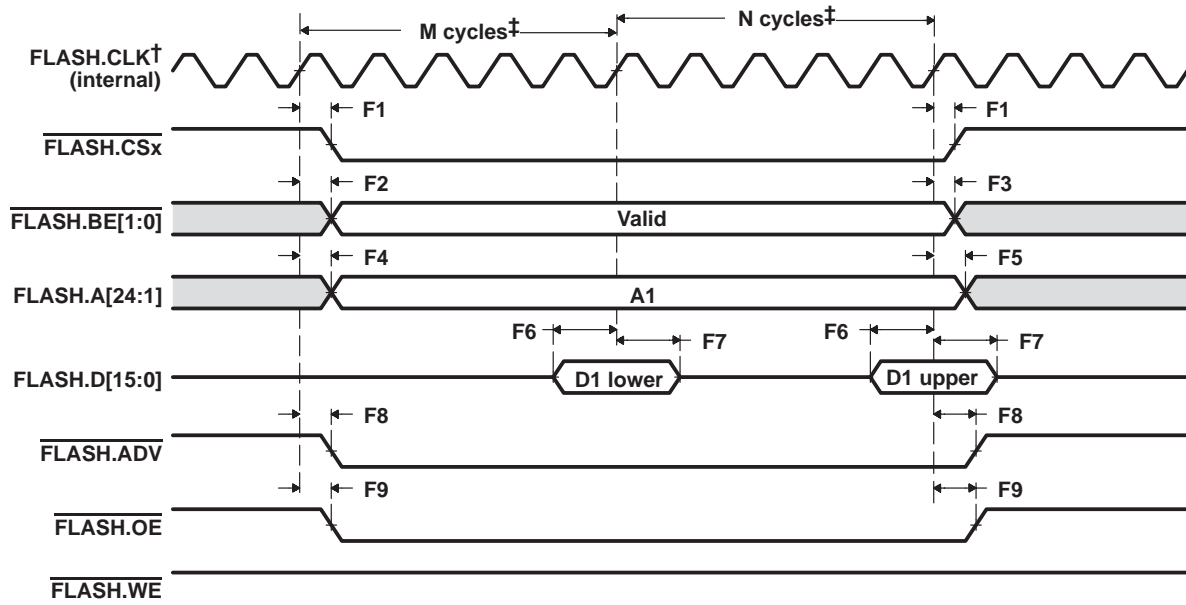 M cycles‡ N cycles‡
FLASH.CLK†
(internal)
F1 F1
FLASH.CSx
F2 F3
FLASH.BE[1:0] Valid
F4 F5
FLASH.A[24:1] A1
F6 F7 F6 F7
FLASH.D[15:0] D1 lower D1 upper
F8 F8
FLASH.ADV
F9 F9
FLASH.OE
FLASH.WE